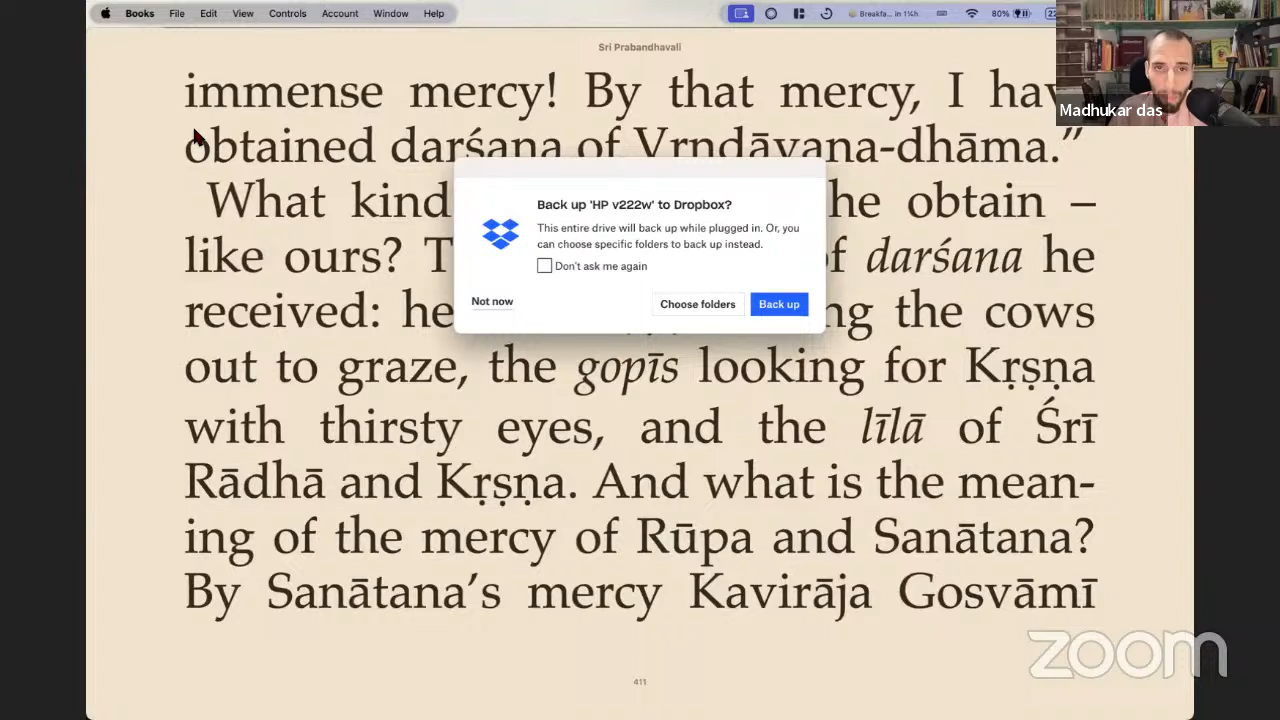 Books File Edit View Controls Account Window Help Breakfa... in 1¼h 80%
Sri Prabandhavali
Madhukar das
immense mercy! By that mercy, I hav
obtained darśana of Vṛndāvana-dhāma.”
What kind he obtain –
like ours? T f darśana he
received: he ng the cows
out to graze, the gopīs looking for Kṛṣṇa
with thirsty eyes, and the līlā of Śrī
Rādhā and Kṛṣṇa. And what is the mean-
ing of the mercy of Rūpa and Sanātana?
By Sanātana’s mercy Kavirāja Gosvāmī
411
Back up 'HP v222w' to Dropbox?
This entire drive will back up while plugged in. Or, you
can choose specific folders to back up instead.
Don't ask me again
Not now Choose folders Back up
zoom